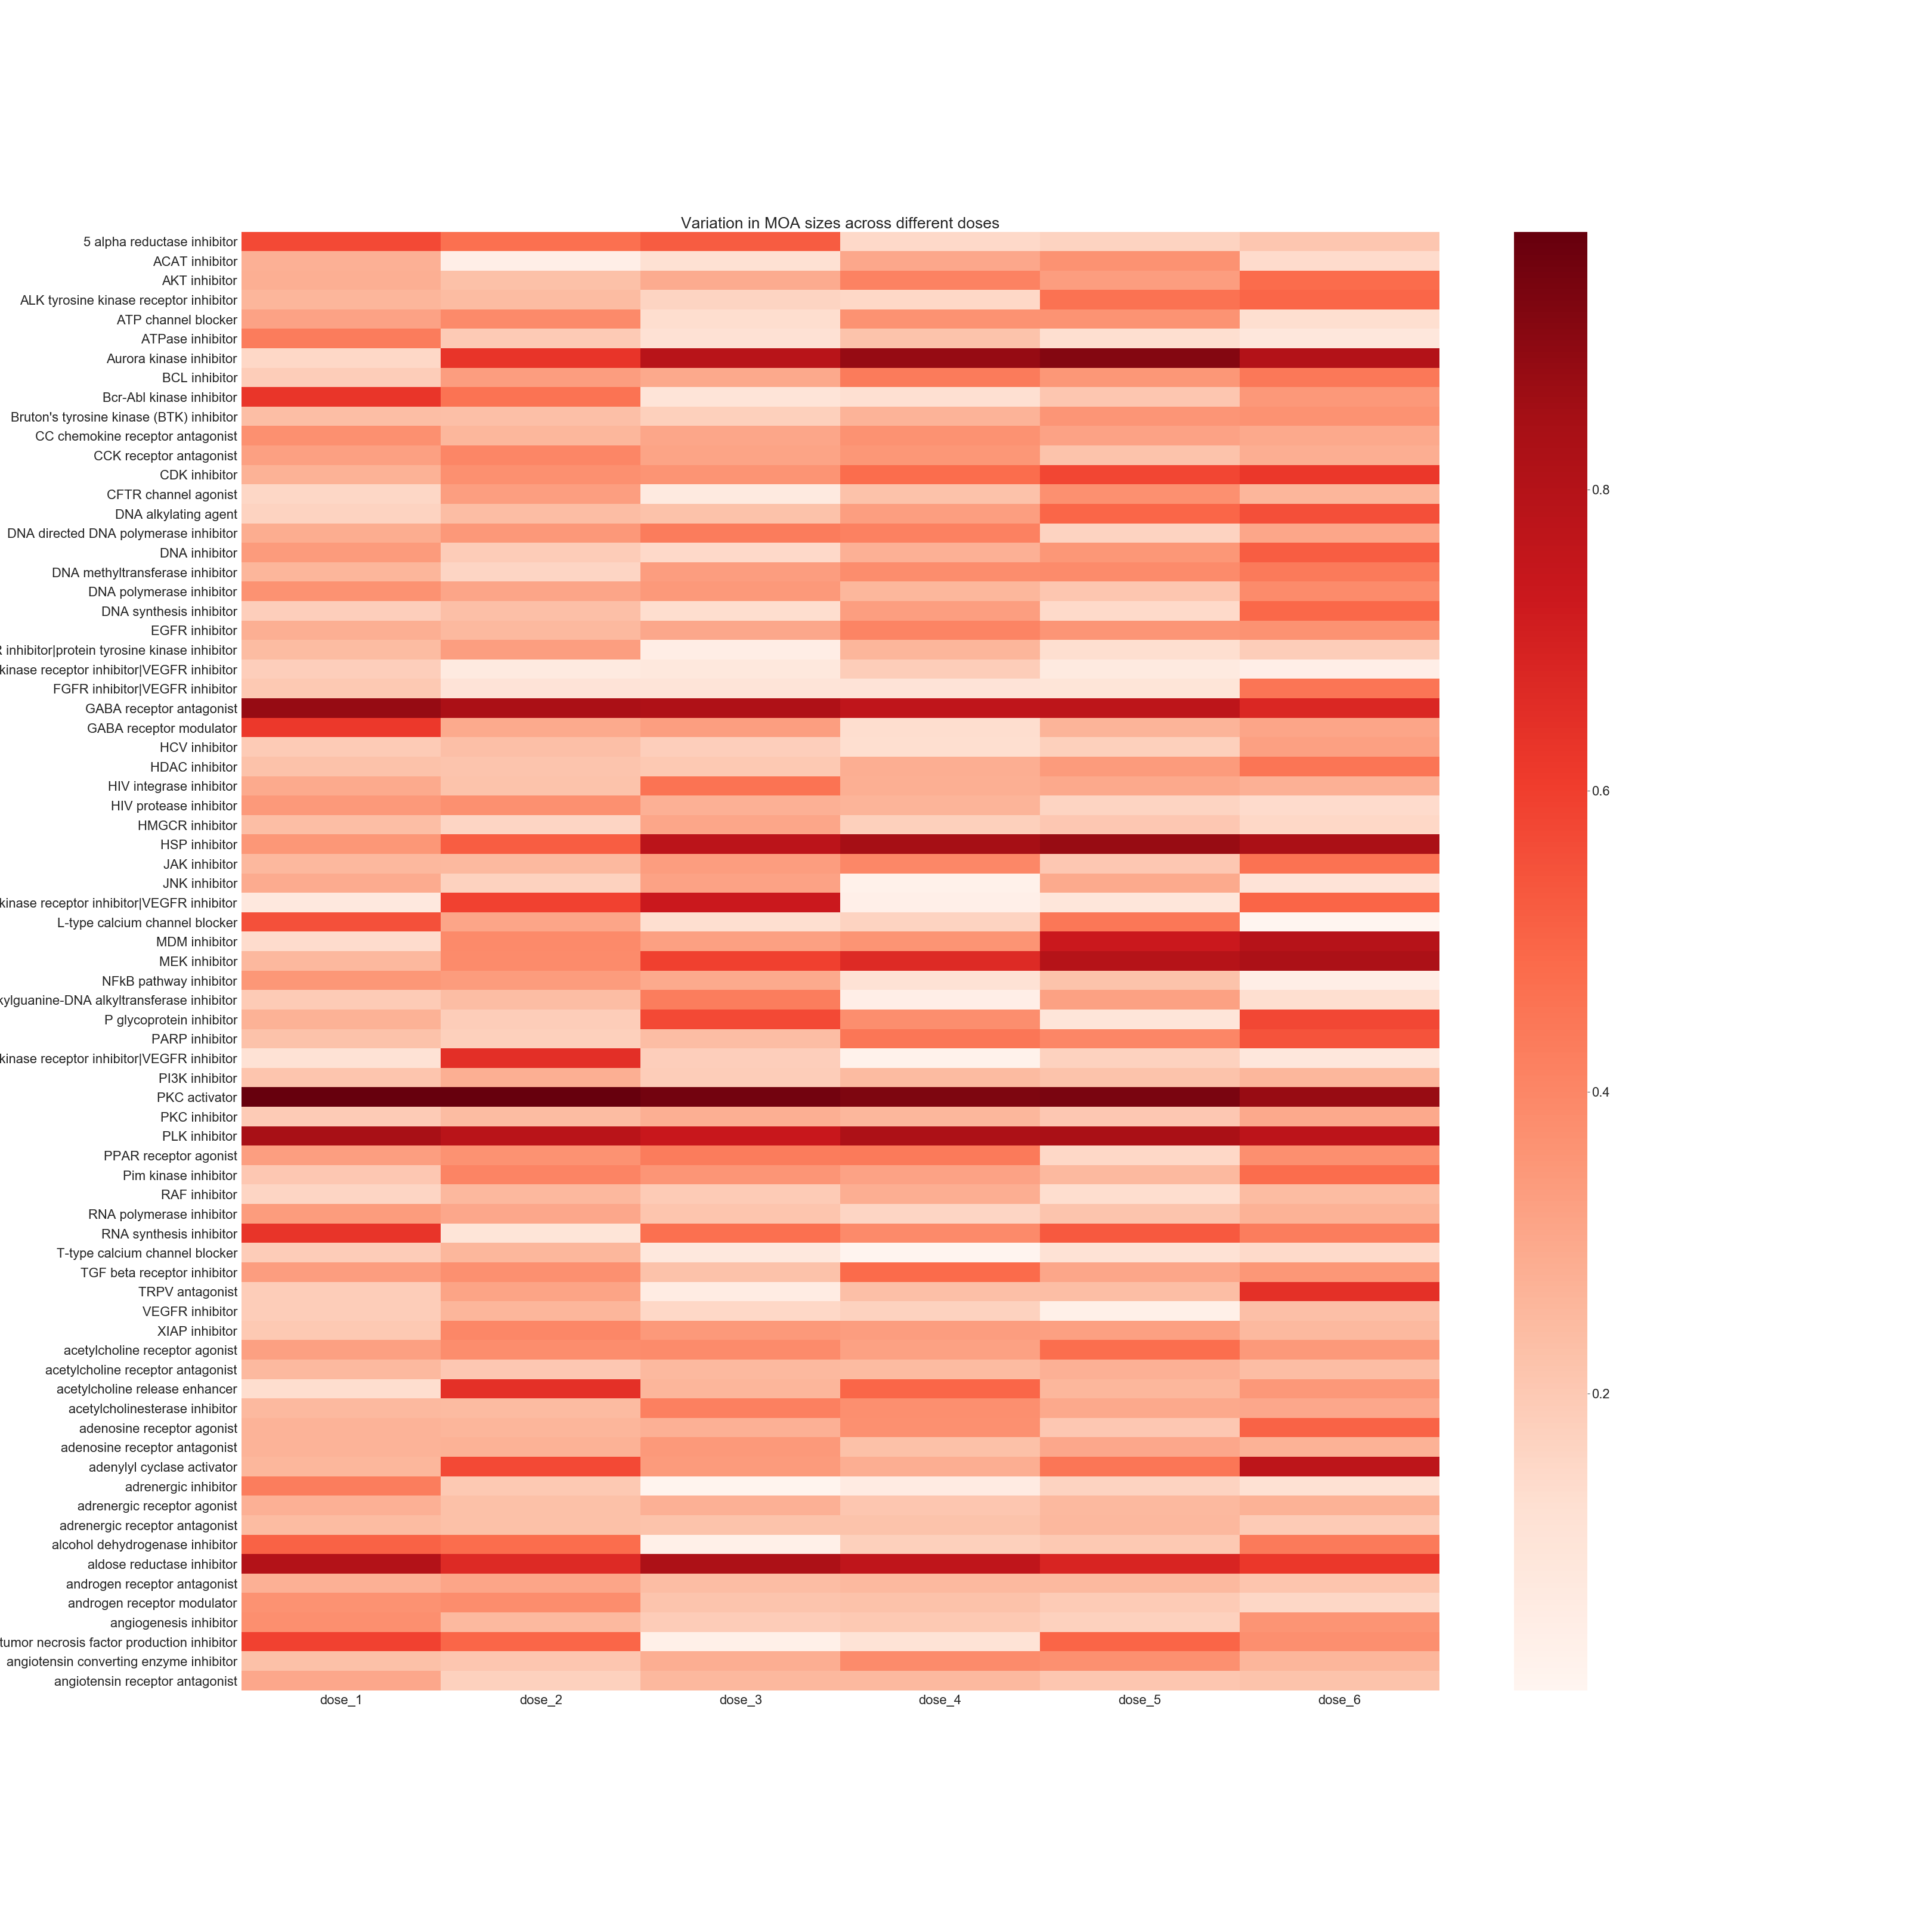 Variation in MOA sizes across different doses
5 alpha reductase inhibitor
ACAT inhibitor
AKT inhibitor
ALK tyrosine kinase receptor inhibitor
ATP channel blocker
ATPase inhibitor
Aurora kinase inhibitor
BCL inhibitor
Bcr-Abl kinase inhibitor
Bruton's tyrosine kinase (BTK) inhibitor
CC chemokine receptor antagonist
CCK receptor antagonist
CDK inhibitor
CFTR channel agonist
DNA alkylating agent
DNA directed DNA polymerase inhibitor
DNA inhibitor
DNA methyltransferase inhibitor
DNA polymerase inhibitor
DNA synthesis inhibitor
EGFR inhibitor
inhibitor|protein tyrosine kinase inhibitor
kinase receptor inhibitor|VEGFR inhibitor
FGFR inhibitor|VEGFR inhibitor
GABA receptor antagonist
GABA receptor modulator
HCV inhibitor
HDAC inhibitor
HIV integrase inhibitor
HIV protease inhibitor
HMGCR inhibitor
HSP inhibitor
JAK inhibitor
JNK inhibitor
kinase receptor inhibitor|VEGFR inhibitor
L-type calcium channel blocker
MDM inhibitor
MEK inhibitor
NFkB pathway inhibitor
kylguanine-DNA alkyltransferase inhibitor
P glycoprotein inhibitor
PARP inhibitor
kinase receptor inhibitor|VEGFR inhibitor
PI3K inhibitor
PKC activator
PKC inhibitor
PLK inhibitor
PPAR receptor agonist
Pim kinase inhibitor
RAF inhibitor
RNA polymerase inhibitor
RNA synthesis inhibitor
T-type calcium channel blocker
TGF beta receptor inhibitor
TRPV antagonist
VEGFR inhibitor
XIAP inhibitor
acetylcholine receptor agonist
acetylcholine receptor antagonist
acetylcholine release enhancer
acetylcholinesterase inhibitor
adenosine receptor agonist
adenosine receptor antagonist
adenylyl cyclase activator
adrenergic inhibitor
adrenergic receptor agonist
adrenergic receptor antagonist
alcohol dehydrogenase inhibitor
aldose reductase inhibitor
androgen receptor antagonist
androgen receptor modulator
angiogenesis inhibitor
tumor necrosis factor production inhibitor
angiotensin converting enzyme inhibitor
angiotensin receptor antagonist
dose_1 dose_2 dose_3 dose_4 dose_5 dose_6
0.8
0.6
0.4
0.2